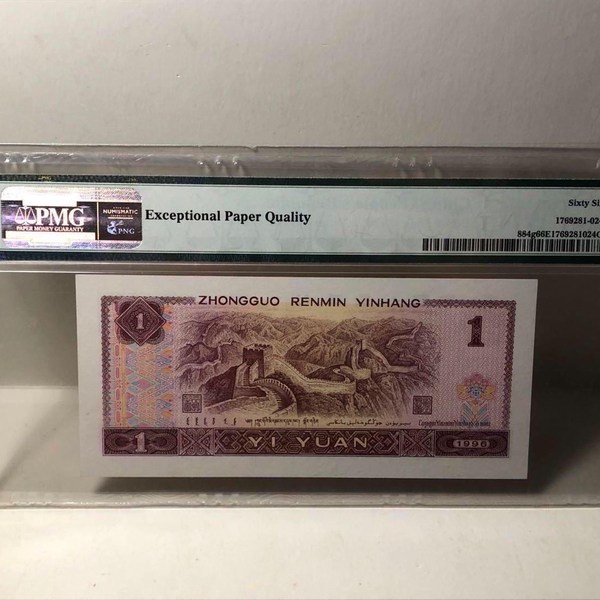 PMG
PAPER MONEY GUARANTY
NUMISMATIC
PNG
Exceptional Paper Quality
Sixty Si
1769281-02
884g66E1769281024
ZHONGGUO RENMIN YINHANG
1
1
1
YI YUAN
1996